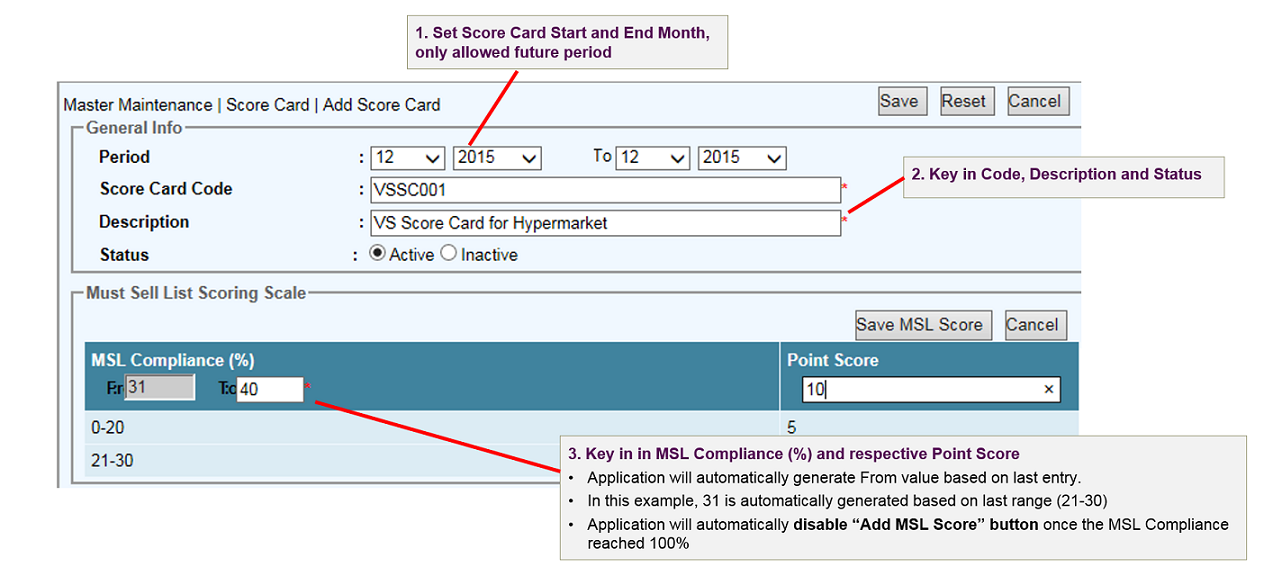 1. Set Score Card Start and End Month,
only allowed future period
Master Maintenance | Score Card | Add Score Card
Save Reset Cancel
General Info
Period : 12 2015 To 12 2015
2. Key in Code, Description and Status
Score Card Code : VSSC001 *
Description : VS Score Card for Hypermarket *
Status : Active Inactive
Must Sell List Scoring Scale
Save MSL Score Cancel
MSL Compliance (%) Point Score
31 40 * 10 ×
0-20 5
21-30
3. Key in in MSL Compliance (%) and respective Point Score
• Application will automatically generate From value based on last entry.
• In this example, 31 is automatically generated based on last range (21-30)
• Application will automatically disable “Add MSL Score” button once the MSL Compliance
reached 100%